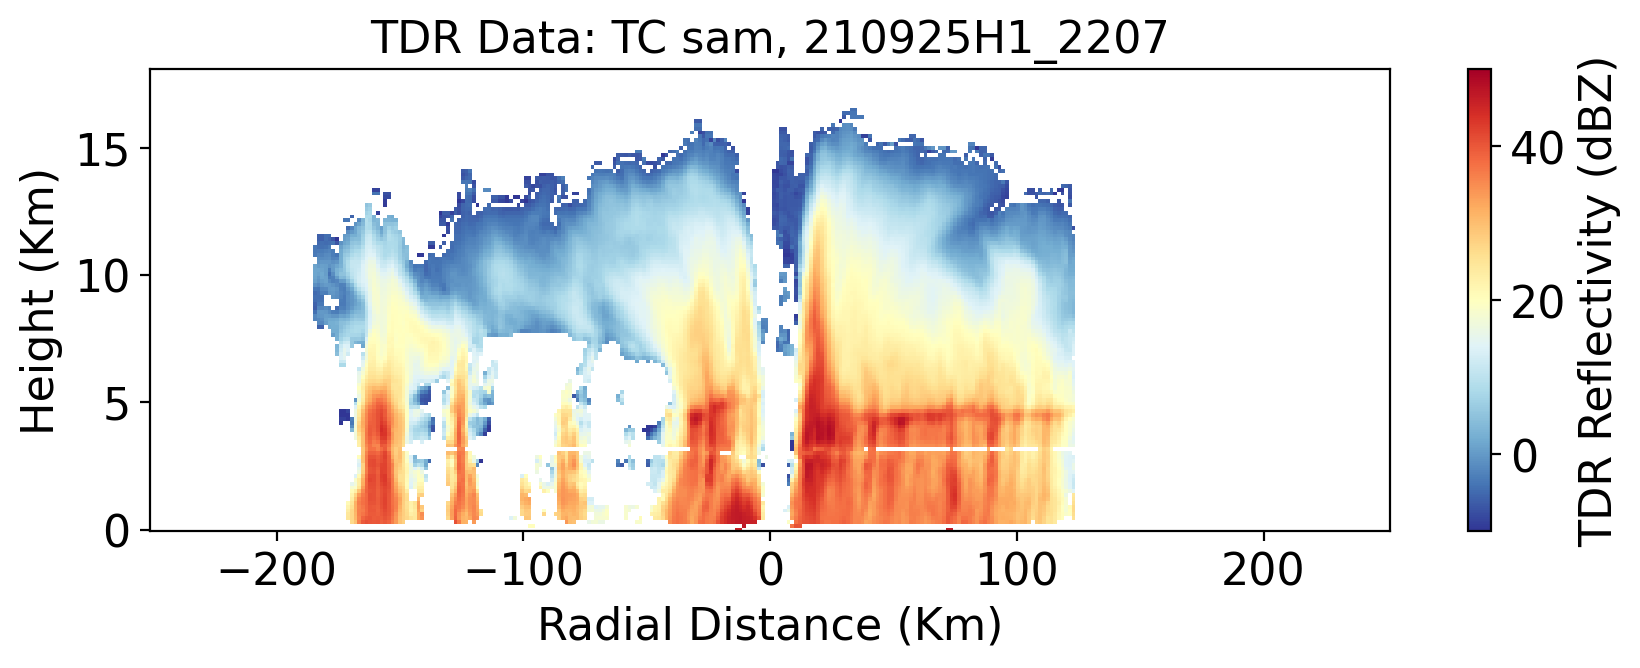 TDR Data: TC sam, 210925H1_2207
Height (Km)
15
10
5
0
−200 −100 0 100 200
Radial Distance (Km)
40
20
0
TDR Reflectivity (dBZ)